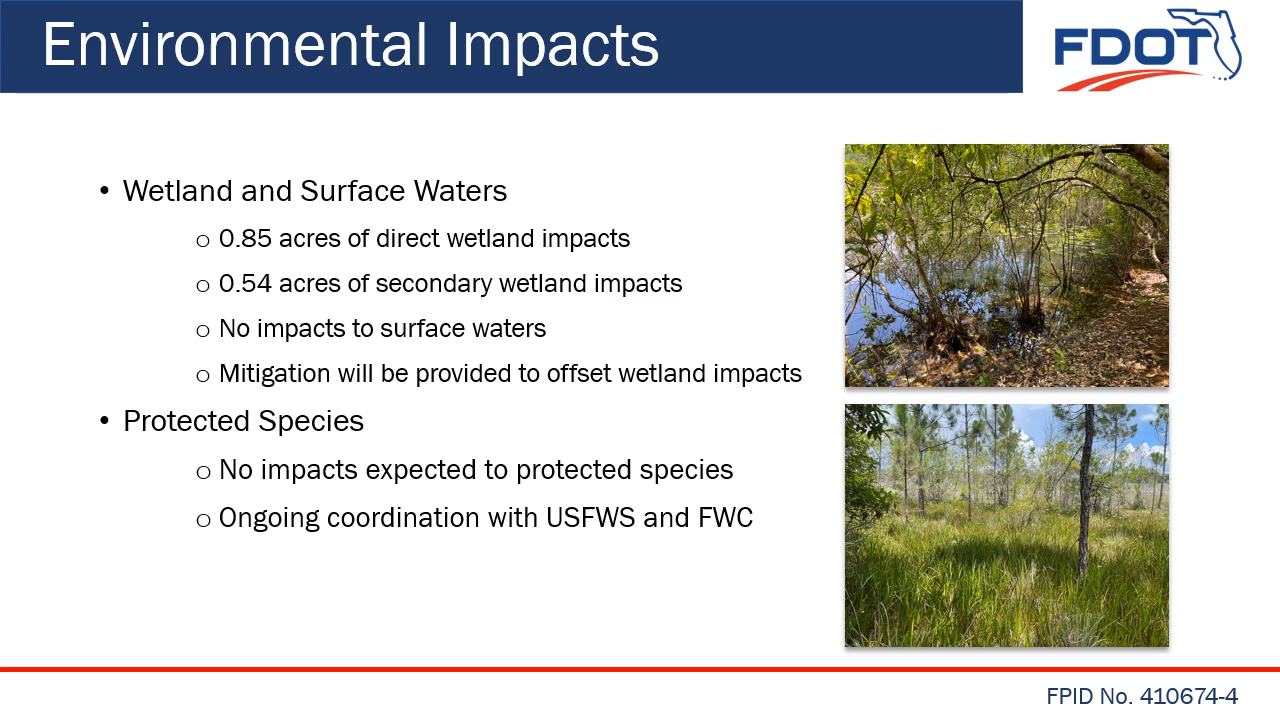 Environmental Impacts
FDOT
• Wetland and Surface Waters
o 0.85 acres of direct wetland impacts
o 0.54 acres of secondary wetland impacts
o No impacts to surface waters
o Mitigation will be provided to offset wetland impacts
• Protected Species
o No impacts expected to protected species
o Ongoing coordination with USFWS and FWC
FPID No. 410674-4